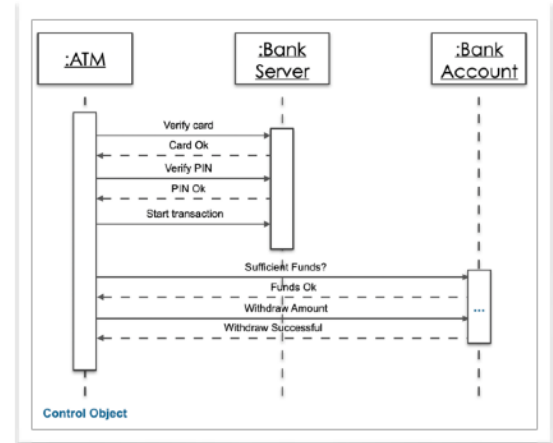 :ATM
:Bank
Server
:Bank
Account
Verify card
Card Ok
Verify PIN
PIN Ok
Start transaction
Sufficient Funds?
Funds Ok
Withdraw Amount
...
Withdraw Successful
Control Object